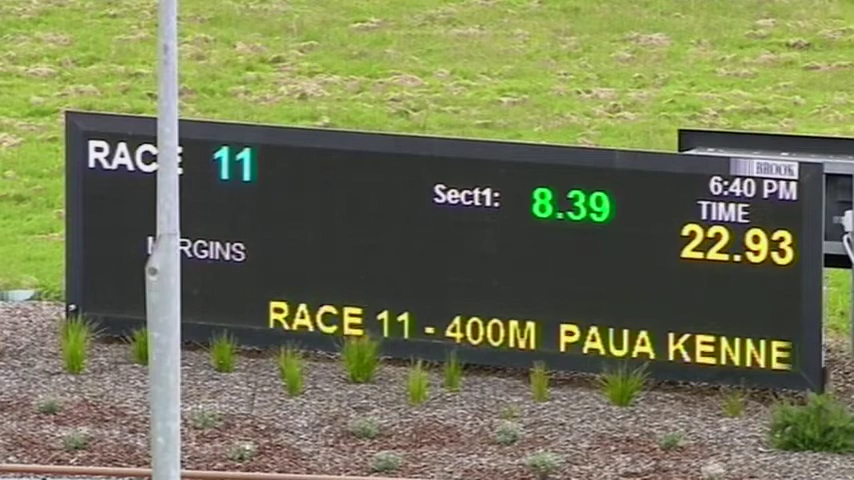 RACE 11
BROOK
Sect1: 8.39
6:40 PM
TIME
22.93
MARGINS
RACE 11 - 400M PAUA KENNE